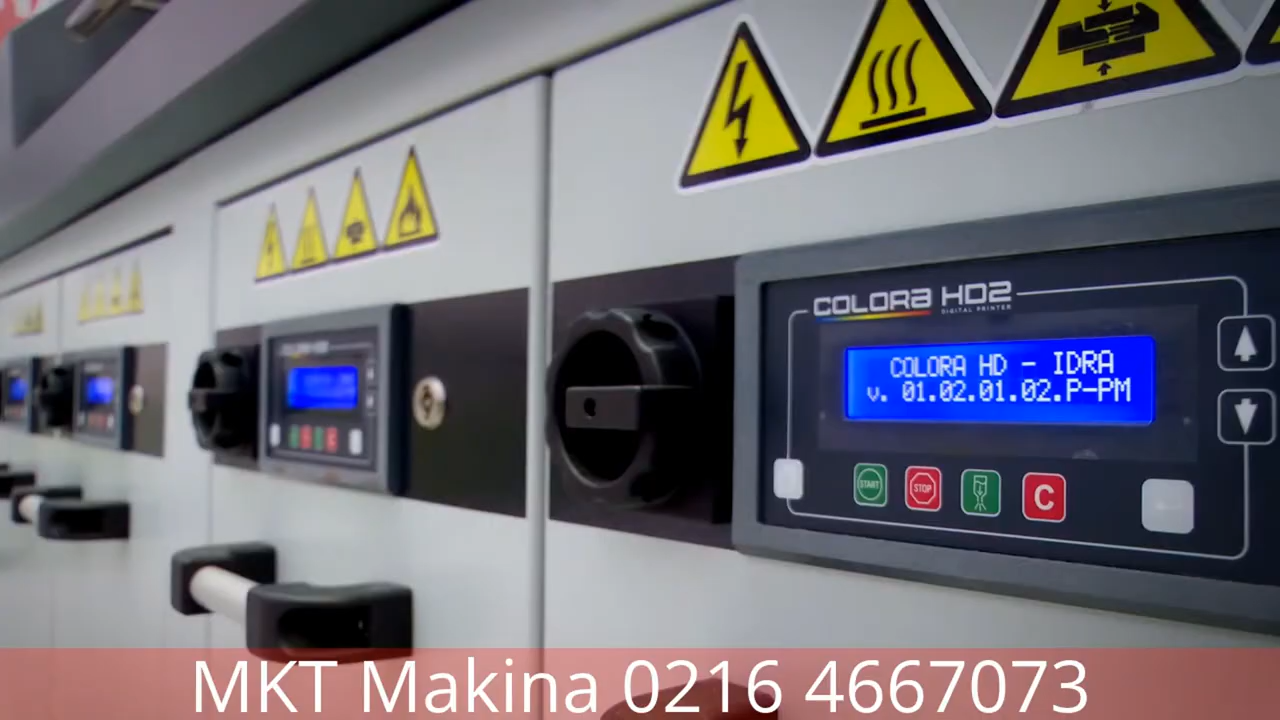 COLORA HD2
DIGITAL PRINTER
COLORA HD - IDRA
v. 01.02.01.02.P-PM
START
STOP
C
MKT Makina 0216 4667073